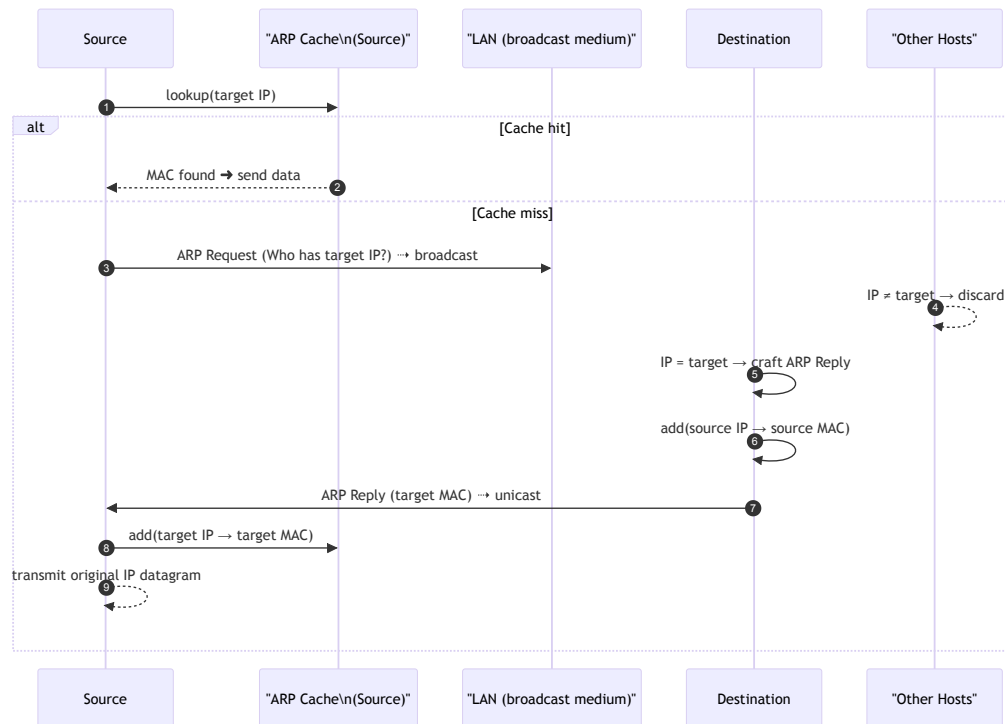 Source
"ARP Cache\n(Source)"
"LAN (broadcast medium)"
Destination
"Other Hosts"
1
lookup(target IP)
alt
[Cache hit]
MAC found ➜ send data
2
[Cache miss]
3
ARP Request (Who has target IP?) ⇢ broadcast
IP ≠ target → discard
4
IP = target → craft ARP Reply
5
add(source IP → source MAC)
6
ARP Reply (target MAC) ⇢ unicast
7
8
add(target IP → target MAC)
transmit original IP datagram
9
Source
"ARP Cache\n(Source)"
"LAN (broadcast medium)"
Destination
"Other Hosts"